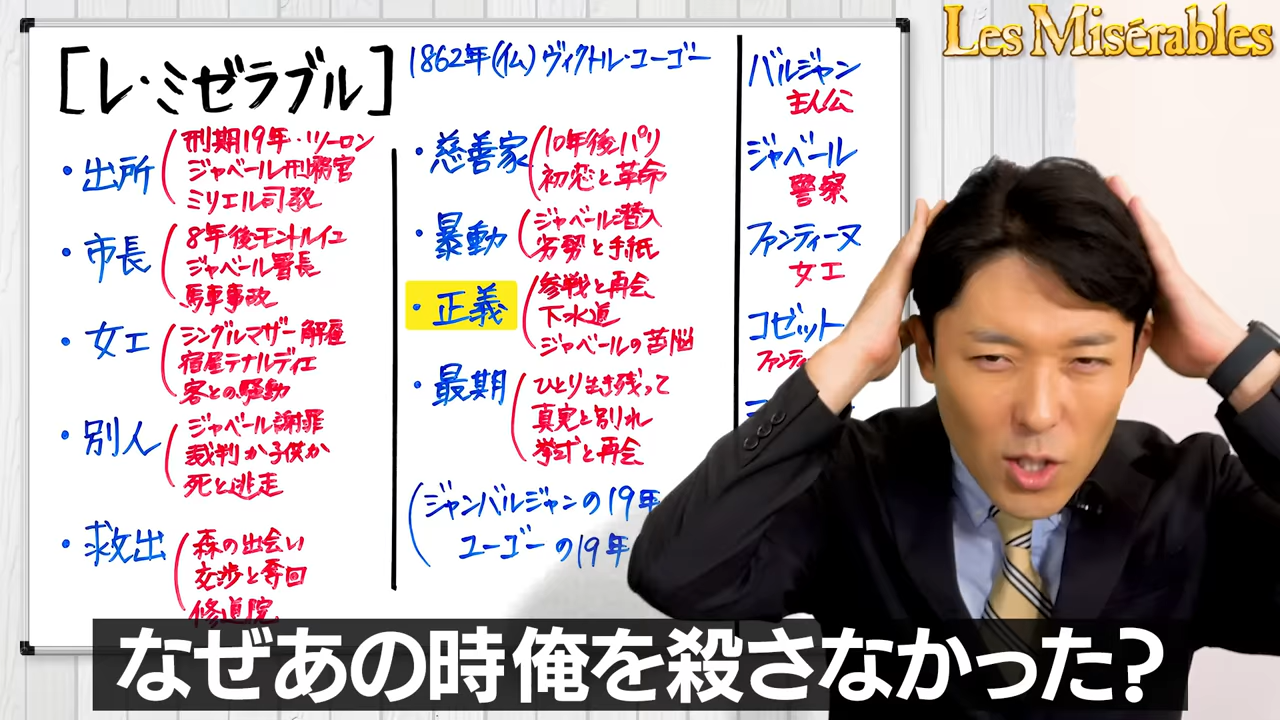 Les Misérables
[レ・ミゼラブル]
1862年(仏)ヴィクトル・ユーゴー
・出所
刑期19年・ツーロン
ジャベール刑務官
ミリエル司教
・市長
8年後モントルイユ
ジャベール署長
馬車事故
・女工
シングルマザー解雇
宿屋テナルディエ
客との騒動
・別人
ジャベール謝罪
裁判か子供か
死と逃走
・救出
森の出会い
交渉と奪回
修道院
・慈善家
10年後パリ
初恋と革命
・暴動
ジャベール潜入
劣勢と手紙
・正義
参戦と再会
下水道
ジャベールの苦悩
・最期
ひとり生き残って
真実と別れ
挙式と再会
ジャンバルジャンの19年
ユーゴーの19年
バルジャン
主人公
ジャベール
警察
ファンティーヌ
女工
コゼット
ファンティ
なぜあの時俺を殺さなかった?